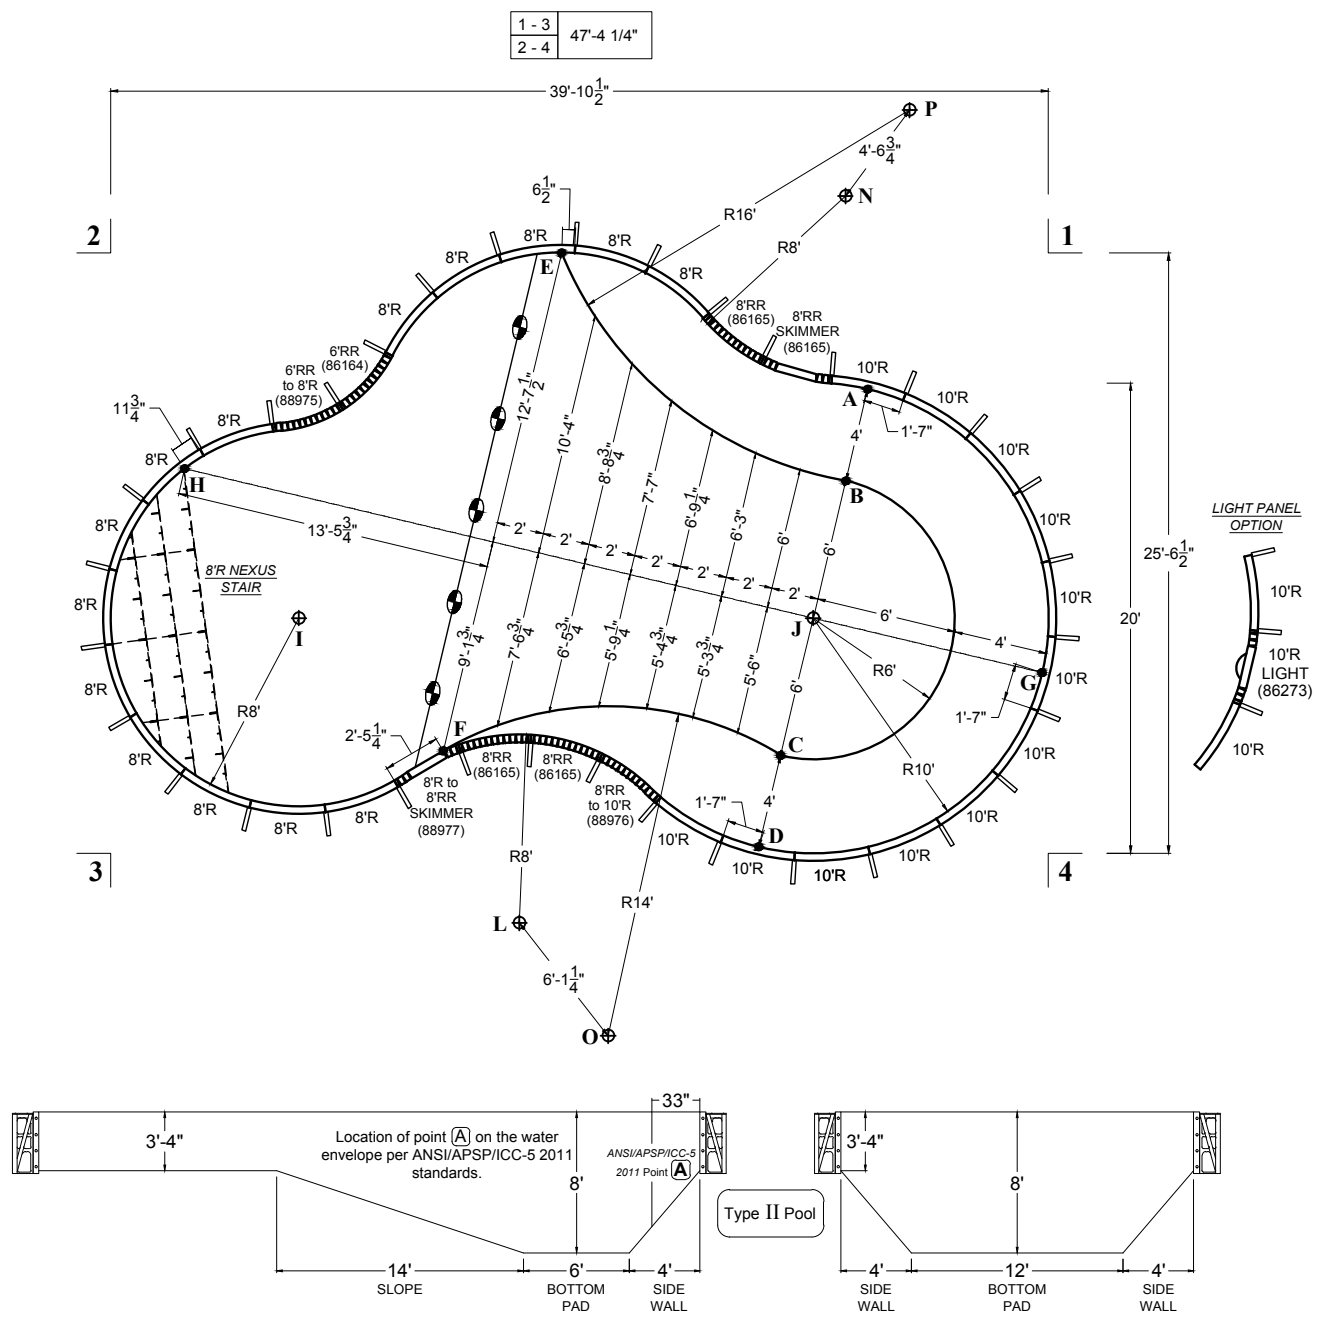 1 - 3
2 - 4
47'-4 1/4"
39'-10 1/2"
P
4'-6 3/4"
N
6 1/2"
R16'
2
1
8'R
8'R
8'R
E
8'R
8'R
R8'
8'R
8'RR
(86165)
8'RR
SKIMMER
(86165)
6'RR
(86164)
6'RR
to 8'R
(88975)
10'R
10'R
A
11 3/4"
8'R
12'-7 1/2"
10'-4"
8'-8 3/4"
7'-7"
6'-9 1/4"
6'-3"
6'
4'
1'-7"
10'R
8'R
H
B
10'R
LIGHT PANEL
OPTION
8'R
13'-5 3/4"
2'
2'
2'
2'
2'
2'
2'
6'
10'R
25'-6 1/2"
8'R NEXUS
STAIR
8'R
10'R
10'R
I
J
6'
4'
20'
8'R
9'-1 3/4"
7'-6 3/4"
6'-5 3/4"
5'-9 1/4"
5'-4 3/4"
5'-3 3/4"
5'-6"
6'
R6'
G
10'R
10'R
LIGHT
(86273)
8'R
R8'
1'-7"
10'R
2'-5 1/4"
F
C
10'R
10'R
8'R
8'RR
(86165)
8'RR
(86165)
R10'
10'R
8'R
8'R to
8'RR
SKIMMER
(88977)
8'RR
to 10'R
(88976)
1'-7"
4'
10'R
8'R
8'R
8'R
10'R
D
10'R
3
R8'
10'R
10'R
4
R14'
L
6'-1 1/4"
O
33"
3'-4"
Location of point A on the water
envelope per ANSI/APSP/ICC-5 2011
standards.
ANSI/APSP/ICC-5
2011 Point A
8'
3'-4"
8'
Type II Pool
14'
6'
4'
4'
12'
4'
SLOPE
BOTTOM
PAD
SIDE
WALL
SIDE
WALL
BOTTOM
PAD
SIDE
WALL